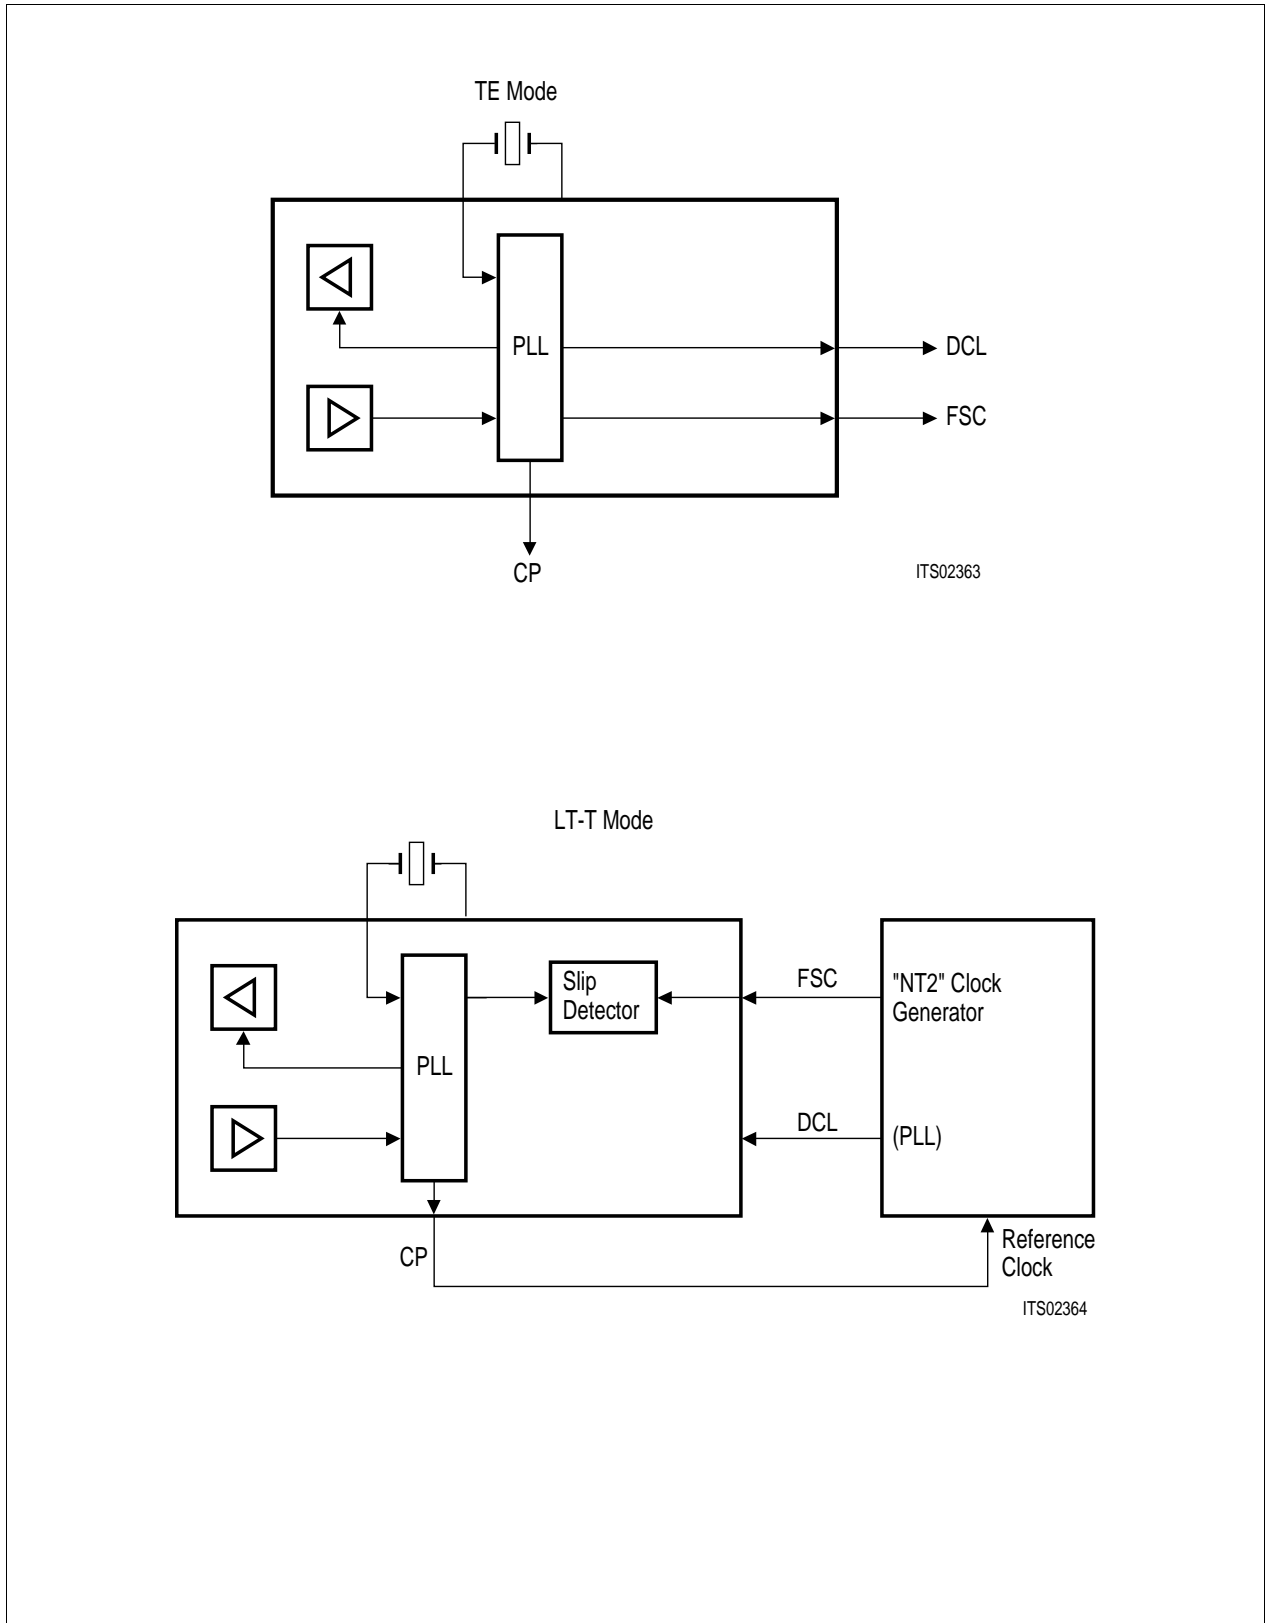 TE Mode
PLL
DCL
FSC
CP
ITS02363
LT-T Mode
Slip
Detector
FSC
"NT2" Clock
Generator
PLL
DCL
(PLL)
CP
Reference
Clock
ITS02364